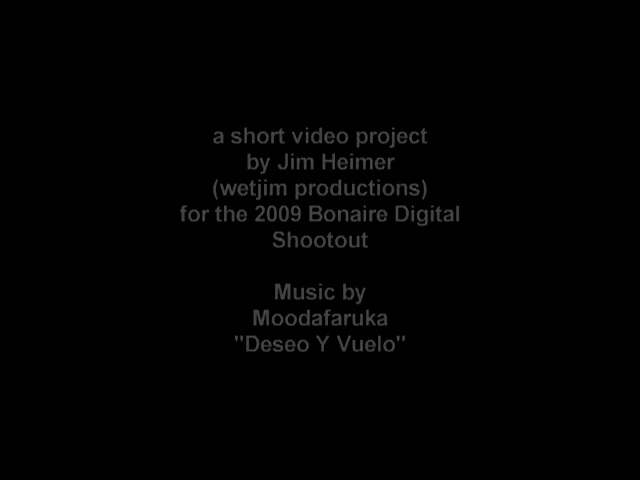 a short video project
by Jim Heimer
(wetjim productions)
for the 2009 Bonaire Digital
Shootout
Music by
Moodafaruka
"Deseo Y Vuelo"